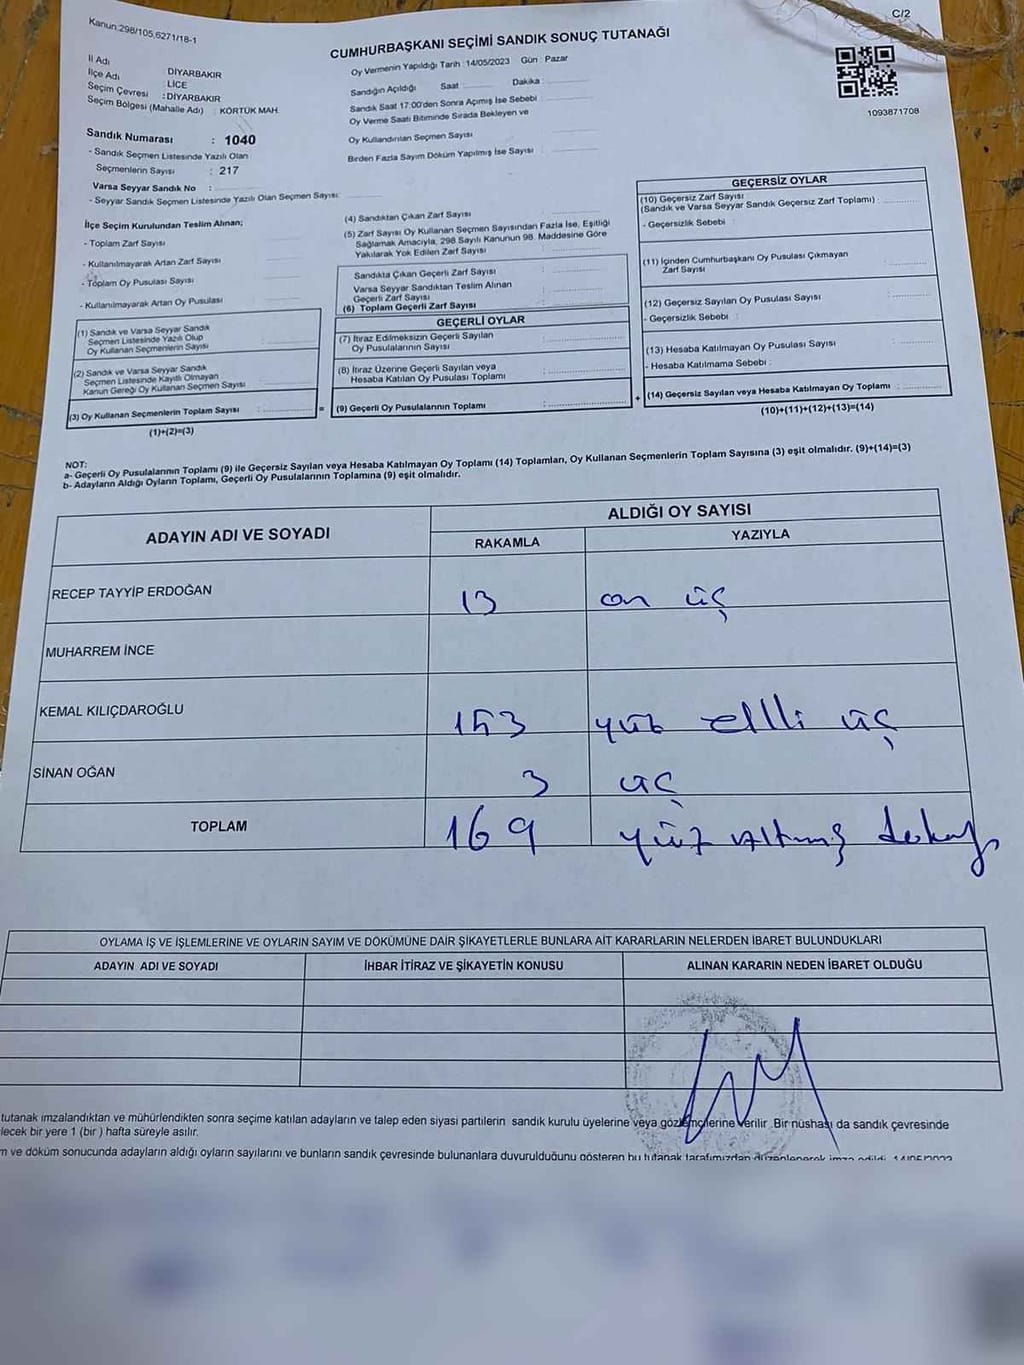 Kanun 298/105,6271/18-1
C/2
CUMHURBAŞKANI SEÇİMİ SANDIK SONUÇ TUTANAĞI
İl Adı DİYARBAKIR
İlçe Adı LİCE
Seçim Çevresi : DİYARBAKIR
Seçim Bölgesi (Mahalle Adı) : KÖRTÜK MAH.
Oy Vermenin Yapıldığı Tarih : 14/05/2023 Gün : Pazar
Sandığın Açıldığı Saat Dakika
Sandık Saat 17:00'den Sonra Açımış İse Sebebi
Oy Verme Saati Bitiminde Sırada Bekleyen ve
Oy Kullandırılan Seçmen Sayısı
Birden Fazla Sayım Döküm Yapılmış İse Sayısı :
1093871708
Sandık Numarası : 1040
- Sandık Seçmen Listesinde Yazılı Olan
Seçmenlerin Sayısı : 217
Varsa Seyyar Sandık No :
- Seyyar Sandık Seçmen Listesinde Yazılı Olan Seçmen Sayısı:
İlçe Seçim Kurulundan Teslim Alınan;
- Toplam Zarf Sayısı
- Kullanılmayarak Artan Zarf Sayısı
- Toplam Oy Pusulası Sayısı
- Kullanılmayarak Artan Oy Pusulası
(1) Sandık ve Varsa Seyyar Sandık
Seçmen Listesinde Yazılı Olup
Oy Kullanan Seçmenlerin Sayısı
(2) Sandık ve Varsa Seyyar Sandık
Seçmen Listesinde Kayıtlı Olmayan
Kanun Gereği Oy Kullanan Seçmen Sayısı
(3) Oy Kullanan Seçmenlerin Toplam Sayısı :
(1)+(2)=(3)
=
(4) Sandıktan Çıkan Zarf Sayısı
(5) Zarf Sayısı Oy Kullanan Seçmen Sayısından Fazla İse, Eşitliği
Sağlamak Amacıyla, 298 Sayılı Kanunun 98. Maddesine Göre
Yakılarak Yok Edilen Zarf Sayısı
Sandıkta Çıkan Geçerli Zarf Sayısı :
Varsa Seyyar Sandıktan Teslim Alınan
Geçerli Zarf Sayısı
(6) Toplam Geçerli Zarf Sayısı
GEÇERLİ OYLAR
(7) İtiraz Edilmeksizin Geçerli Sayılan
Oy Pusulalarının Sayısı
(8) İtiraz Üzerine Geçerli Sayılan veya
Hesaba Katılan Oy Pusulası Toplamı
(9) Geçerli Oy Pusulalarının Toplamı :
+
GEÇERSİZ OYLAR
(10) Geçersiz Zarf Sayısı
(Sandık ve Varsa Seyyar Sandık Geçersiz Zarf Toplamı) :
- Geçersizlik Sebebi :
(11) İçinden Cumhurbaşkanı Oy Pusulası Çıkmayan
Zarf Sayısı :
(12) Geçersiz Sayılan Oy Pusulası Sayısı :
- Geçersizlik Sebebi :
(13) Hesaba Katılmayan Oy Pusulası Sayısı :
- Hesaba Katılmama Sebebi :
(14) Geçersiz Sayılan veya Hesaba Katılmayan Oy Toplamı :
(10)+(11)+(12)+(13)=(14)
NOT:
a- Geçerli Oy Pusulalarının Toplamı (9) ile Geçersiz Sayılan veya Hesaba Katılmayan Oy Toplamı (14) Toplamları, Oy Kullanan Seçmenlerin Toplam Sayısına (3) eşit olmalıdır. (9)+(14)=(3)
b- Adayların Aldığı Oyların Toplamı, Geçerli Oy Pusulalarının Toplamına (9) eşit olmalıdır.
ADAYIN ADI VE SOYADI ALDIĞI OY SAYISI
RAKAMLA YAZIYLA
RECEP TAYYİP ERDOĞAN 13 on üç
MUHARREM İNCE
KEMAL KILIÇDAROĞLU 153 yüz ellli üç
SİNAN OĞAN 3 üç
TOPLAM 169 yüz altmış dokuz
OYLAMA İŞ VE İŞLEMLERİNE VE OYLARIN SAYIM VE DÖKÜMÜNE DAİR ŞİKAYETLERLE BUNLARA AİT KARARLARIN NELERDEN İBARET BULUNDUKLARI
ADAYIN ADI VE SOYADI İHBAR İTİRAZ VE ŞİKAYETİN KONUSU ALINAN KARARIN NEDEN İBARET OLDUĞU
tutanak imzalandıktan ve mühürlendikten sonra seçime katılan adayların ve talep eden siyasi partilerin sandık kurulu üyelerine veya gözlemçilerine verilir. Bir nüshası da sandık çevresinde
lecek bir yere 1 (bir ) hafta süreyle asılır.
m ve döküm sonucunda adayların aldığı oyların sayılarını ve bunların sandık çevresinde bulunanlara duyurulduğunu gösteren bu tutanak tarafımızdan düzenlenerek imza edildi.